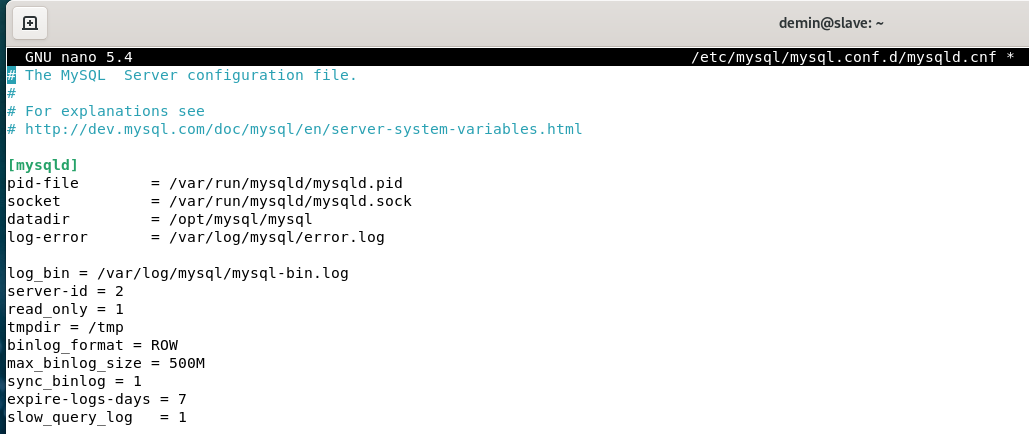 demin@slave: ~
GNU nano 5.4 /etc/mysql/mysql.conf.d/mysqld.cnf *
# The MySQL  Server configuration file.
#
# For explanations see
# http://dev.mysql.com/doc/mysql/en/server-system-variables.html
[mysqld]
pid-file        = /var/run/mysqld/mysqld.pid
socket          = /var/run/mysqld/mysqld.sock
datadir         = /opt/mysql/mysql
log-error       = /var/log/mysql/error.log
log_bin = /var/log/mysql/mysql-bin.log
server-id = 2
read_only = 1
tmpdir = /tmp
binlog_format = ROW
max_binlog_size = 500M
sync_binlog = 1
expire-logs-days = 7
slow_query_log   = 1